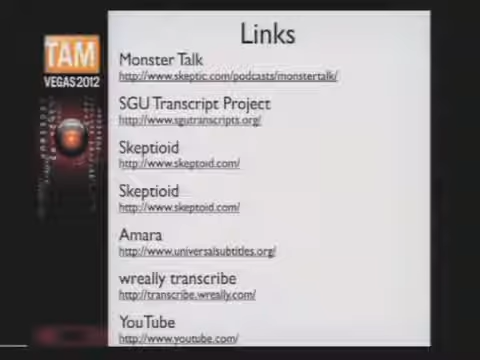 Links
TAM
VEGAS 2012
Monster Talk
http://www.skeptic.com/podcasts/monstertalk/
SGU Transcript Project
http://www.sgutranscripts.org/
Skeptioid
http://www.skeptoid.com/
Skeptioid
http://www.skeptoid.com/
Amara
http://www.universalsubtitles.org/
wreally transcribe
http://transcribe.wreally.com/
YouTube
http://www.youtube.com/